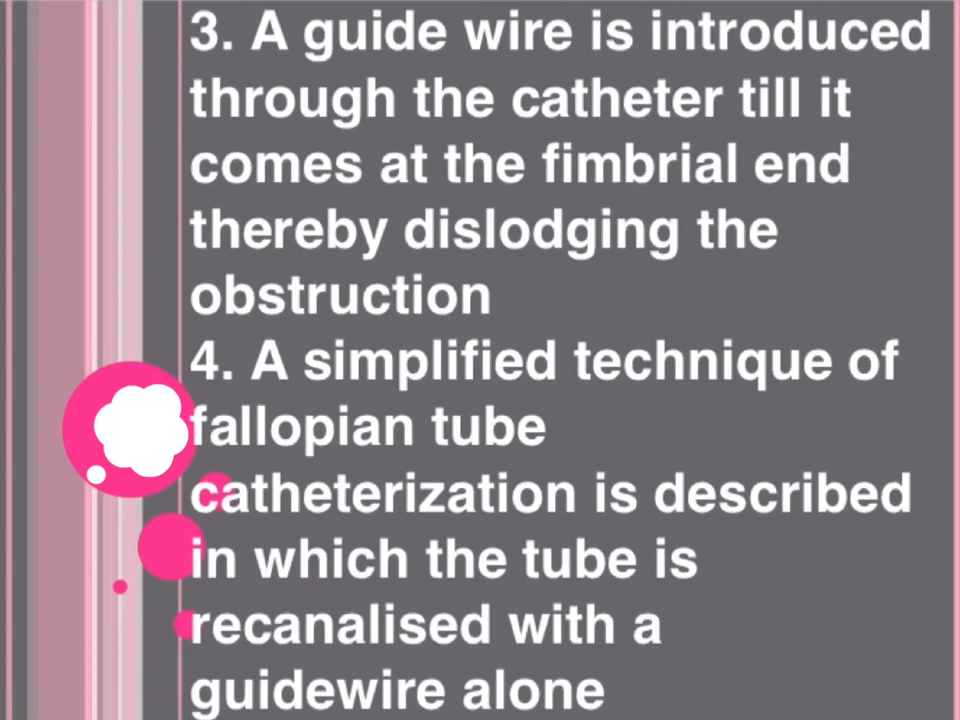 3. A guide wire is introduced
through the catheter till it
comes at the fimbrial end
thereby dislodging the
obstruction
4. A simplified technique of
fallopian tube
catheterization is described
in which the tube is
recanalised with a
guidewire alone